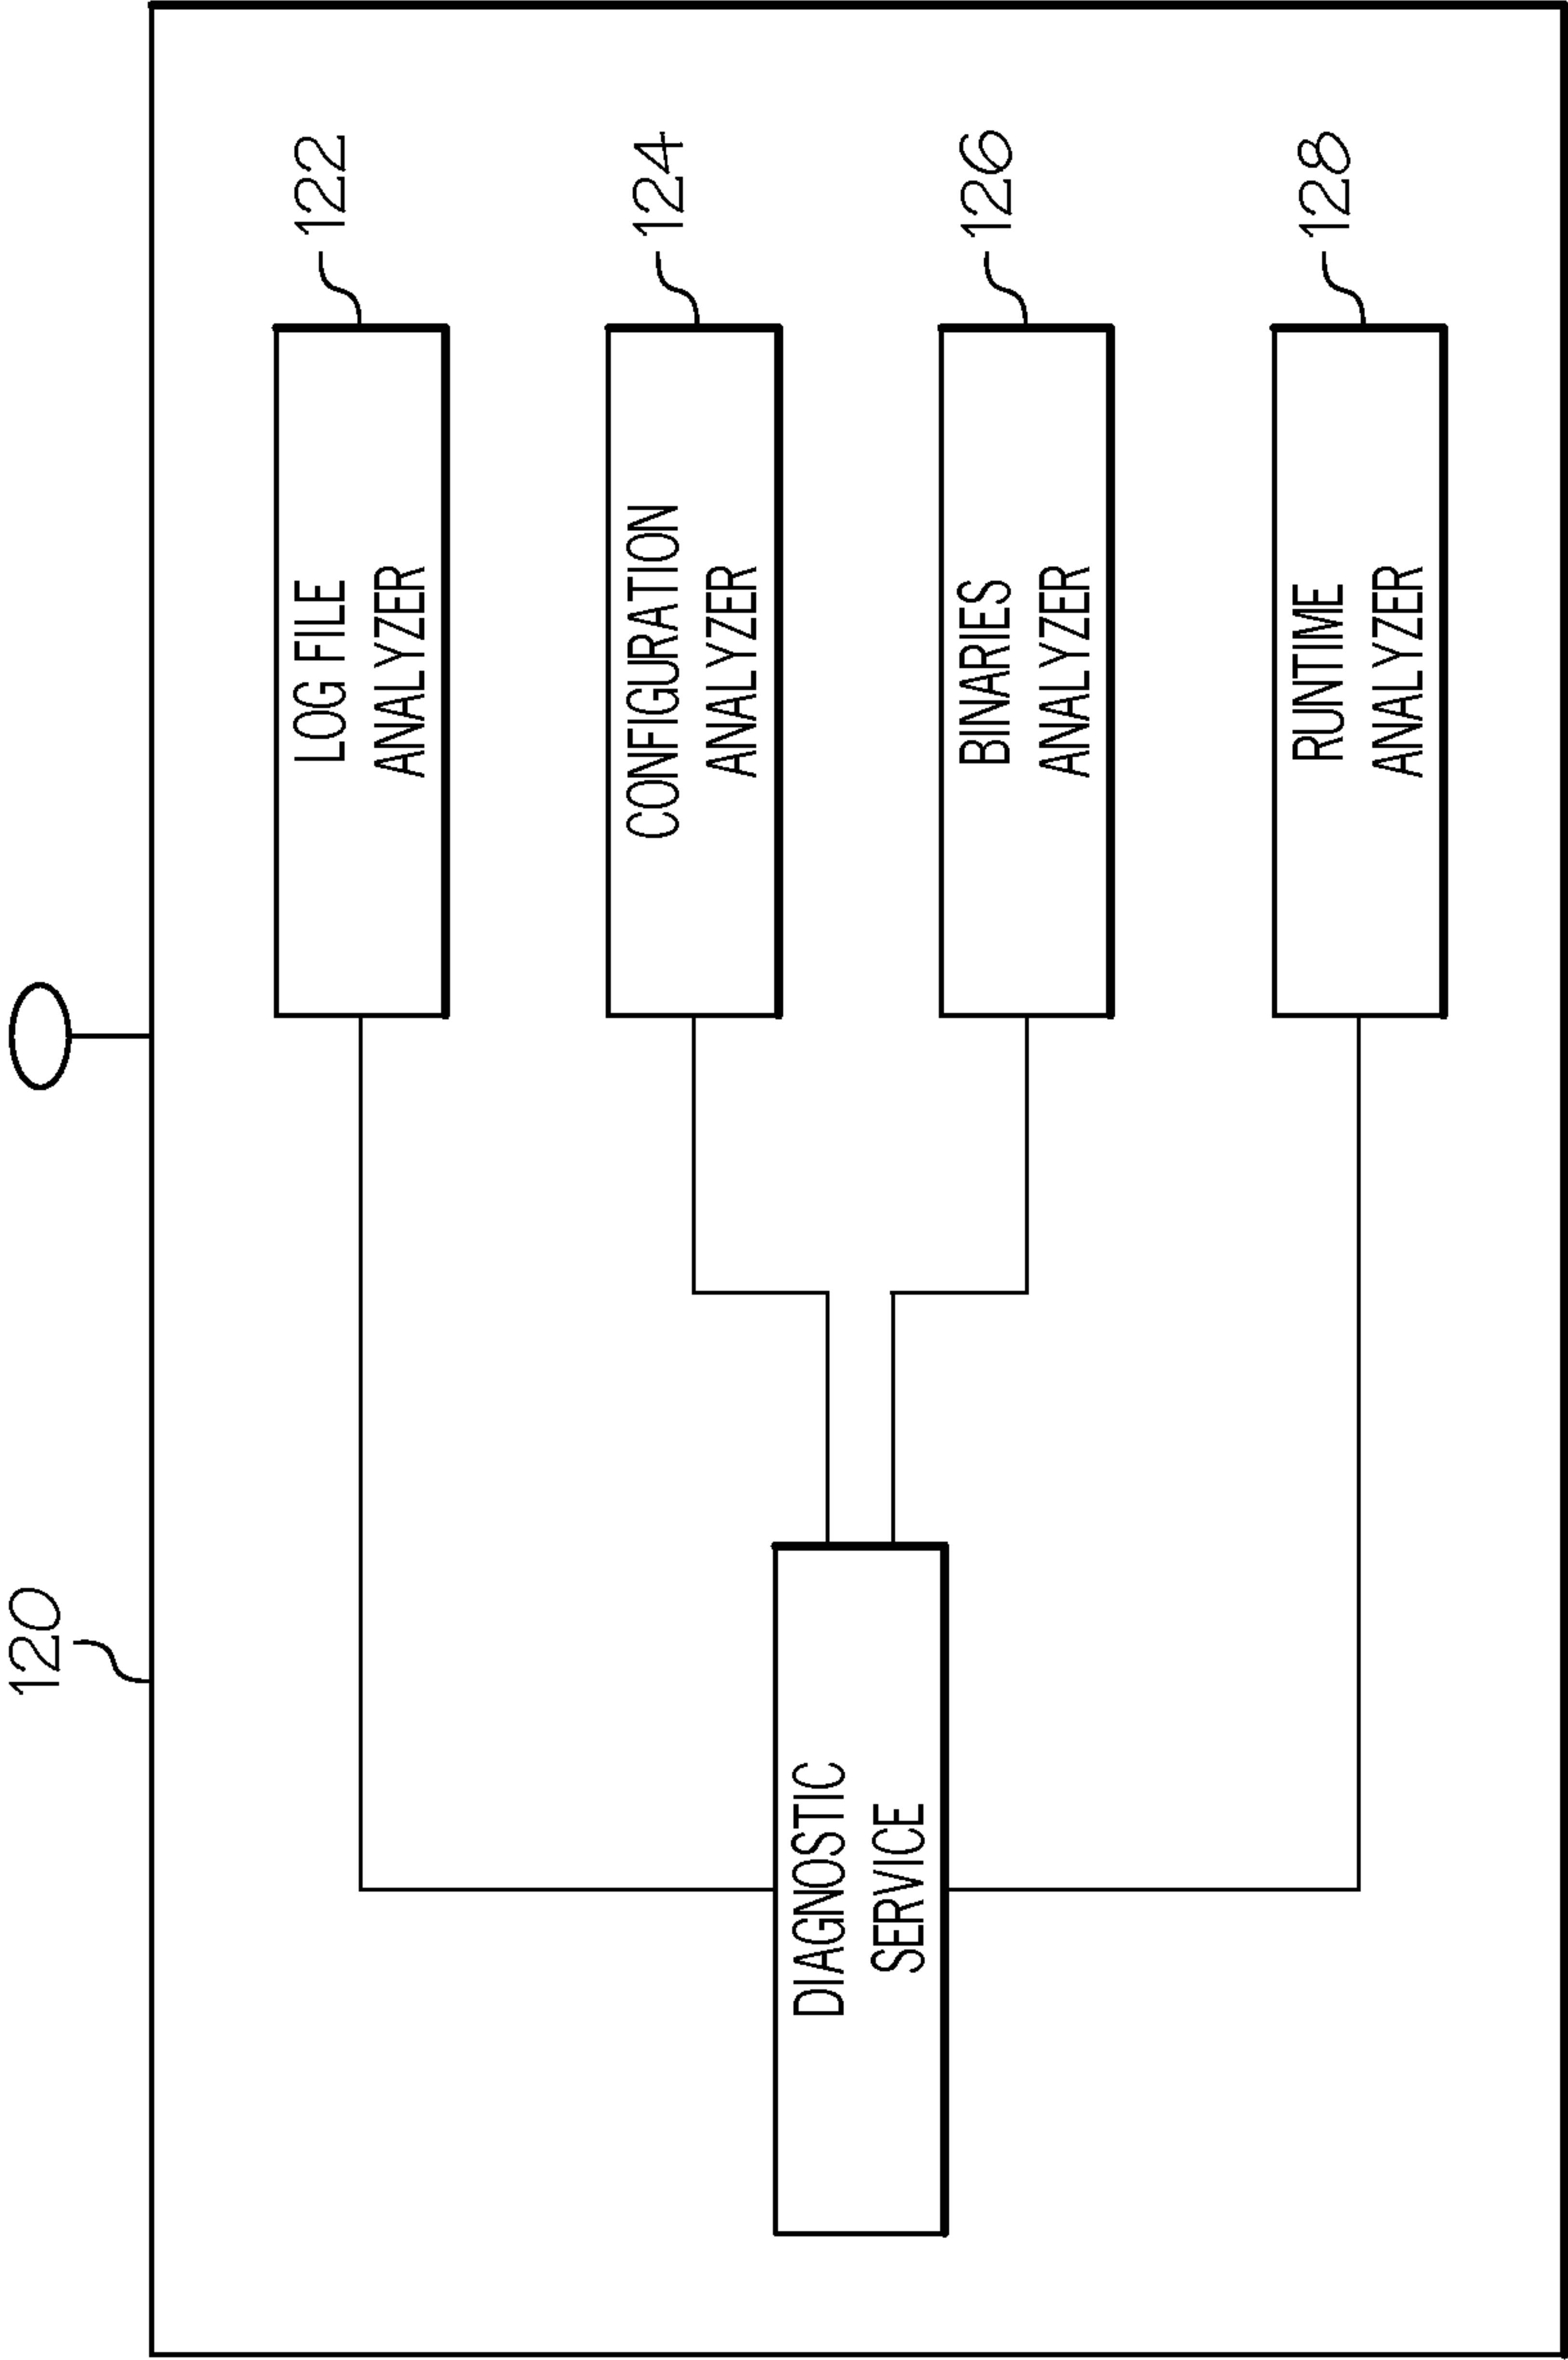 120
LOG FILE
ANALYZER
122
CONFIGURATION
ANALYZER
124
DIAGNOSTIC
SERVICE
BINARIES
ANALYZER
126
RUNTIME
ANALYZER
128